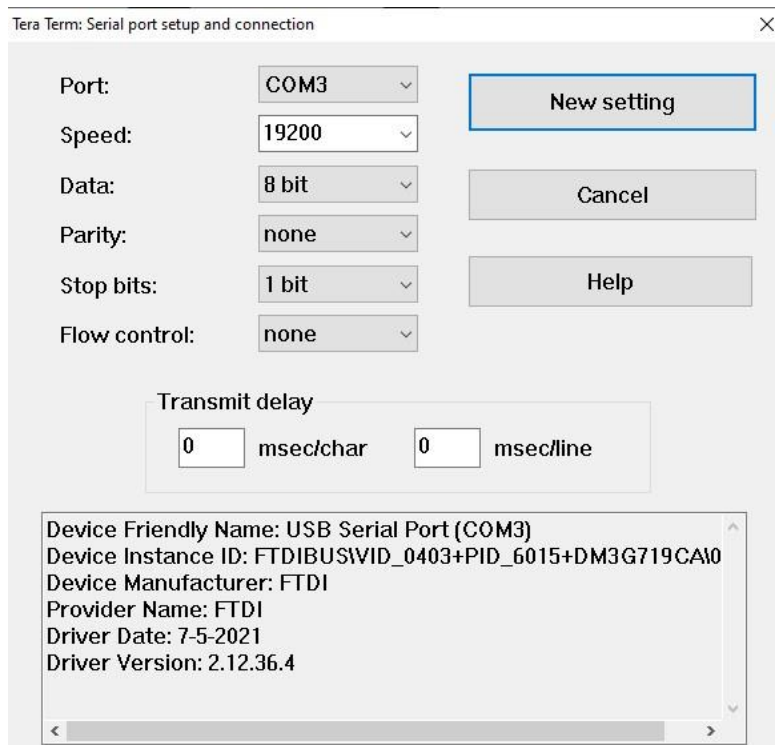 Tera Term: Serial port setup and connection
Port: COM3 New setting
Speed: 19200
Data: 8 bit Cancel
Parity: none
Stop bits: 1 bit Help
Flow control: none
Transmit delay
0 msec/char 0 msec/line
Device Friendly Name: USB Serial Port (COM3)
Device Instance ID: FTDIBUS\VID_0403+PID_6015+DM3G719CA\0
Device Manufacturer: FTDI
Provider Name: FTDI
Driver Date: 7-5-2021
Driver Version: 2.12.36.4